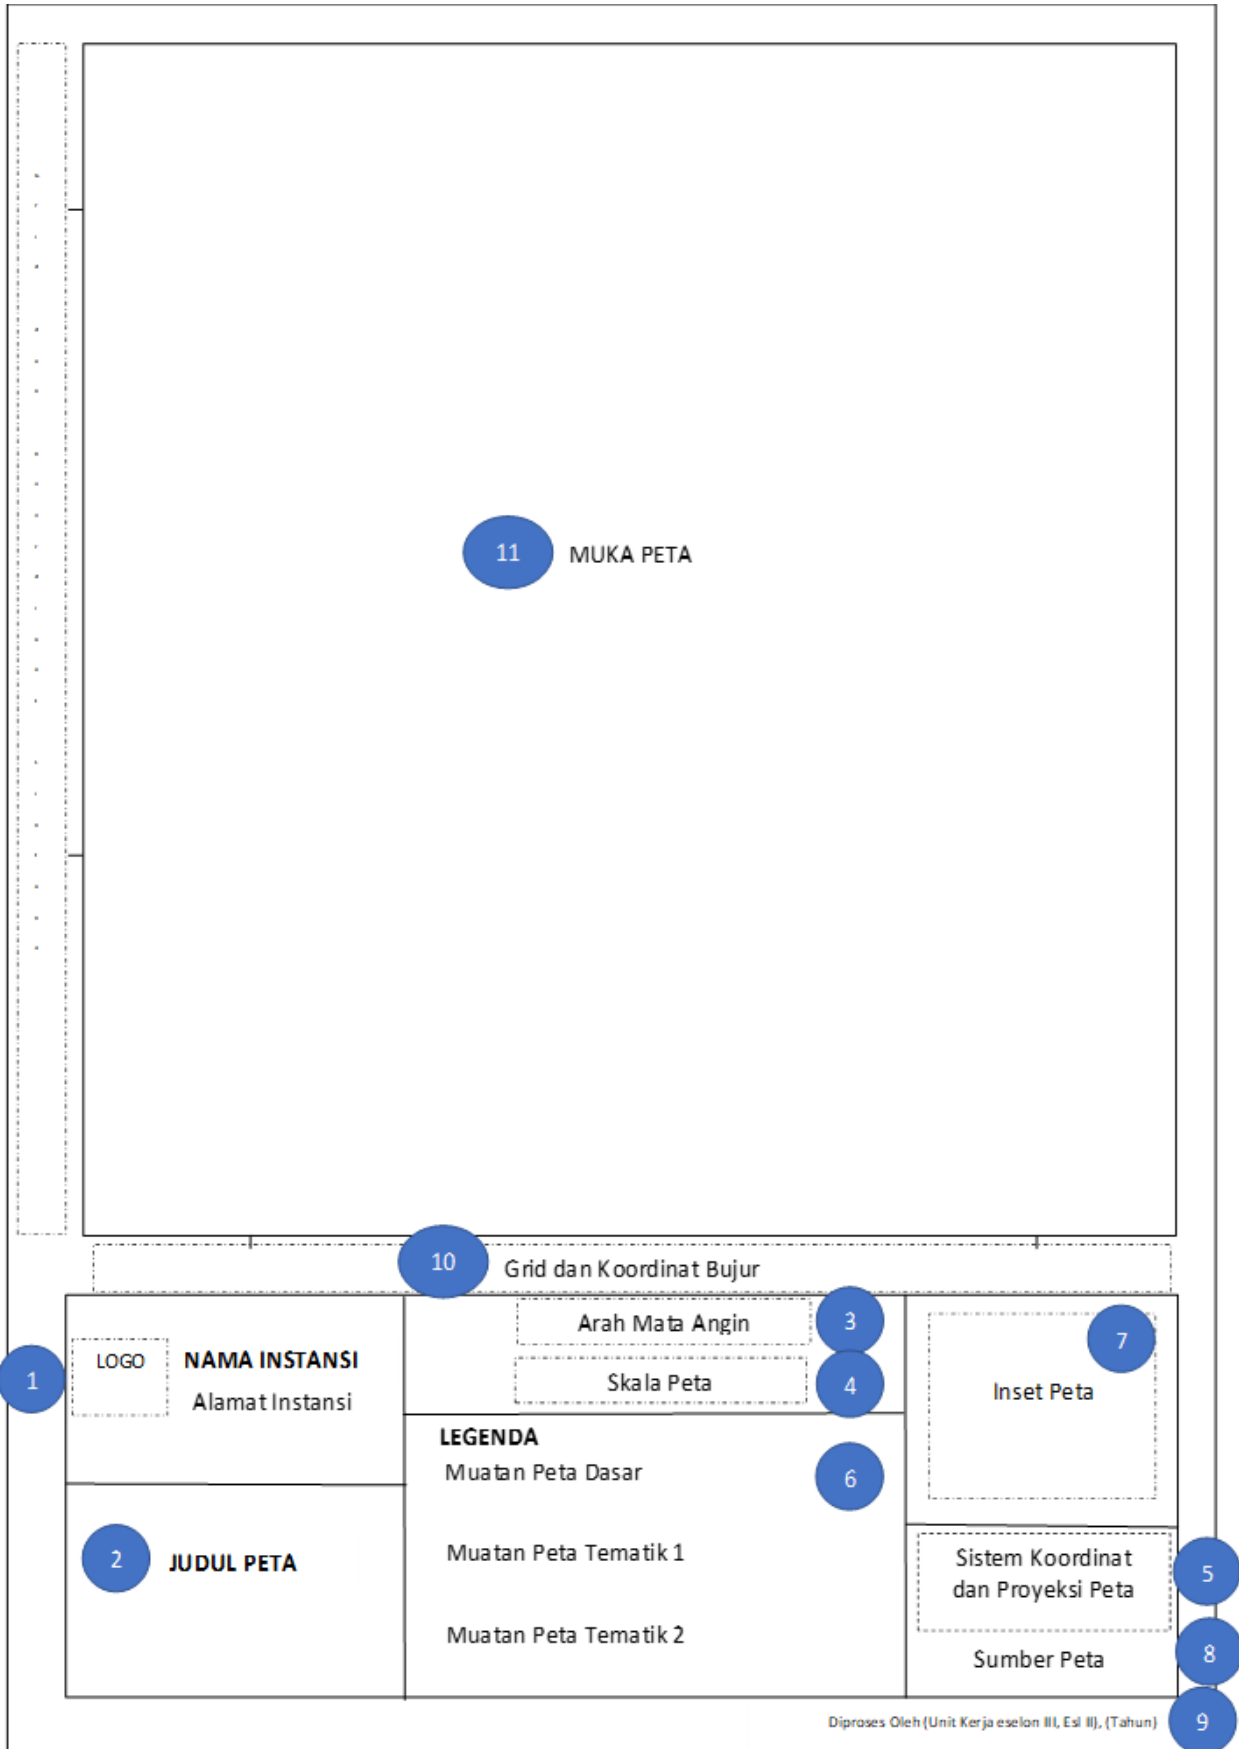 11 MUKA PETA
10 Grid dan Koordinat Bujur
1 LOGO NAMA INSTANSI
Alamat Instansi
2 JUDUL PETA
Arah Mata Angin 3
Skala Peta 4
LEGENDA
Muatan Peta Dasar 6
Muatan Peta Tematik 1
Muatan Peta Tematik 2
7
Inset Peta
Sistem Koordinat
dan Proyeksi Peta 5
Sumber Peta 8
Diproses Oleh (Unit Kerja eselon III, Esl II), (Tahun) 9